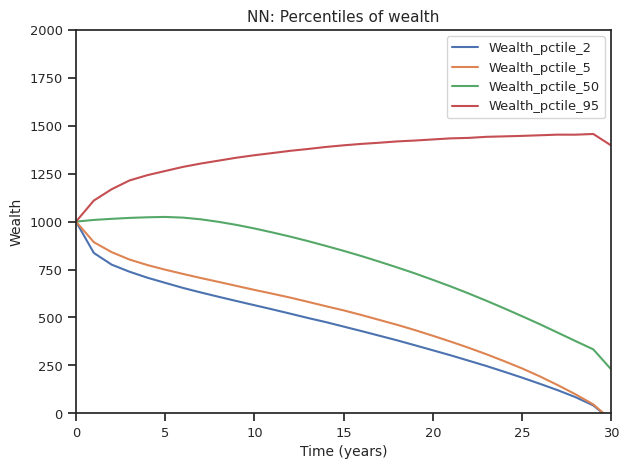 NN: Percentiles of wealth
Wealth_pctile_2
Wealth_pctile_5
Wealth_pctile_50
Wealth_pctile_95
2000
1750
1500
1250
1000
750
500
250
0
Wealth
0 5 10 15 20 25 30
Time (years)